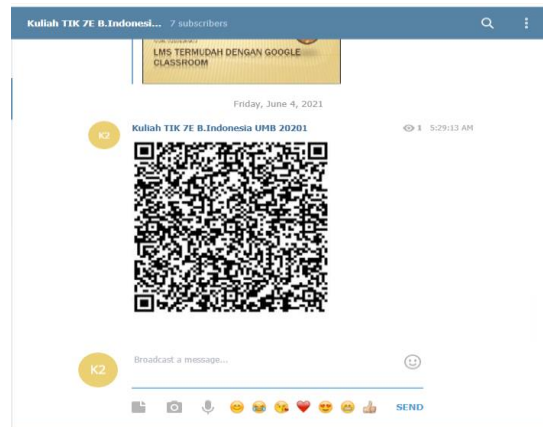 Kuliah TIK 7E B.Indonesi... 7 subscribers
LMS TERMUDAH DENGAN GOOGLE
CLASSROOM
Friday, June 4, 2021
K2 Kuliah TIK 7E B.Indonesia UMB 20201 1 5:29:13 AM
K2 Broadcast a message...
SEND